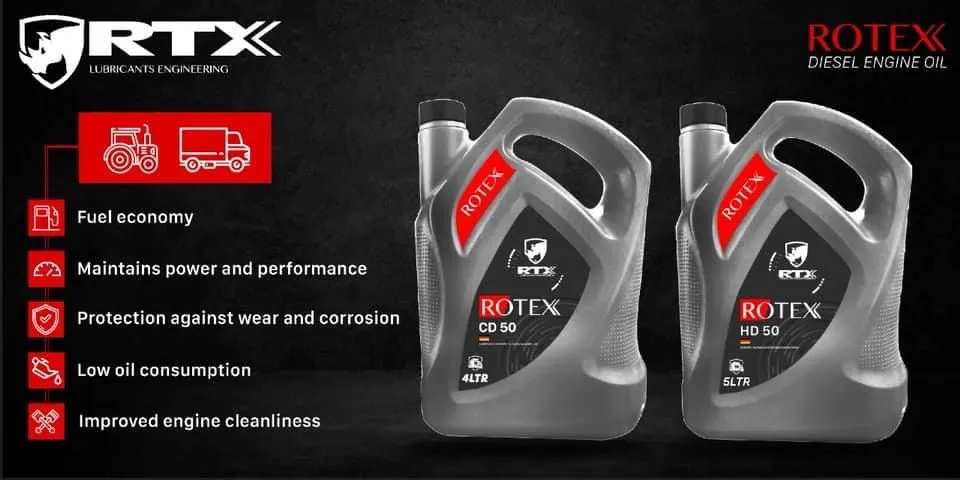 RTX
LUBRICANTS ENGINEERING
ROTEX
DIESEL ENGINE OIL
Fuel economy
Maintains power and performance
Protection against wear and corrosion
Low oil consumption
Improved engine cleanliness
ROTEX
RTX
ROTEX
CD 50
4LTR
ROTEX
RTX
ROTEX
HD 50
5LTR